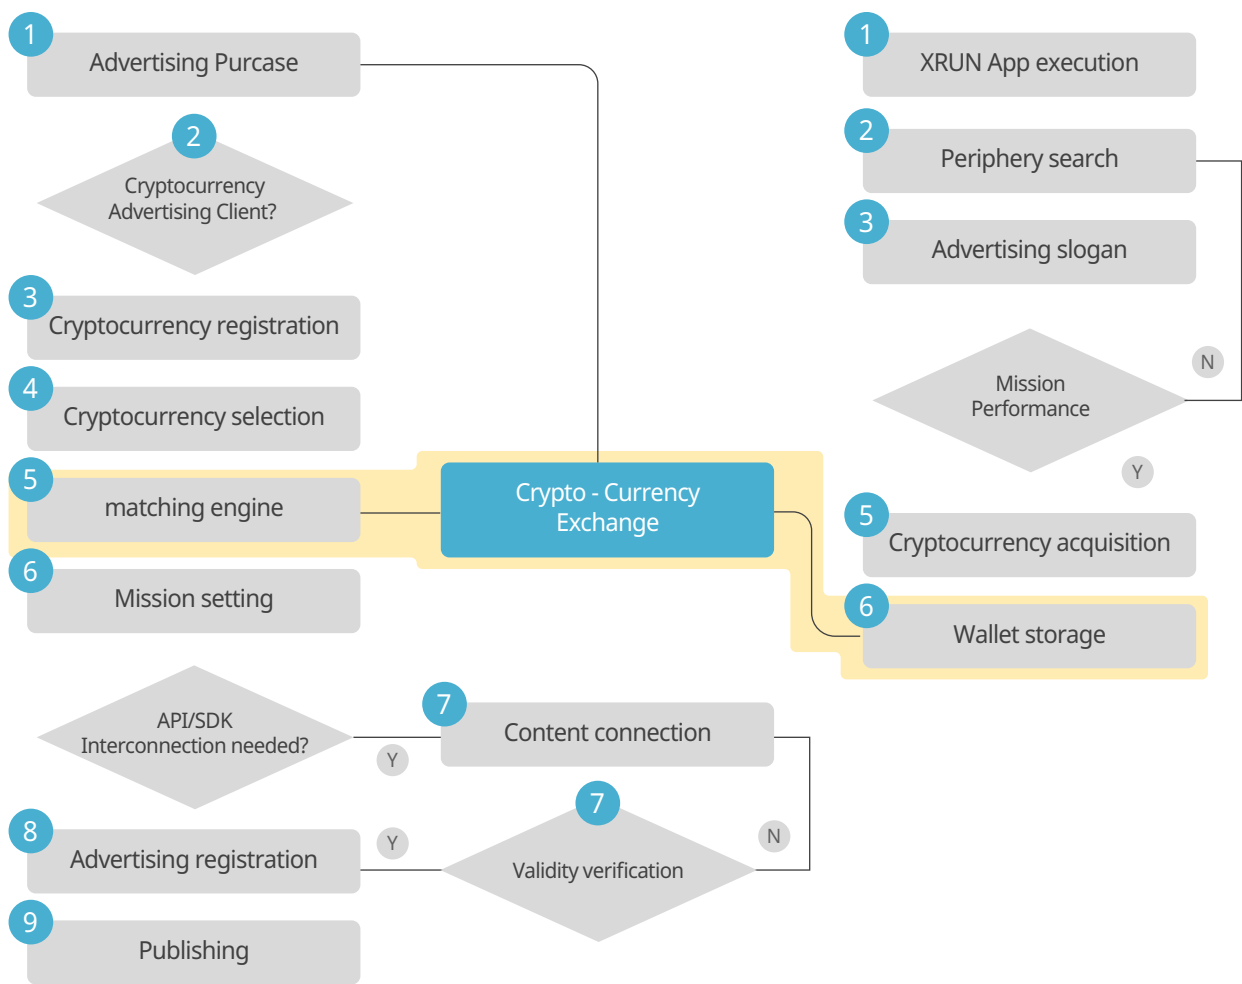 1
Advertising Purcase
2
Cryptocurrency
Advertising Client?
3
Cryptocurrency registration
4
Cryptocurrency selection
5
matching engine
6
Mission setting
API/SDK
Interconnection needed?
Y
8
Advertising registration
Y
9
Publishing
Crypto - Currency
Exchange
7
Content connection
7
Validity verification
N
1
XRUN App execution
2
Periphery search
3
Advertising slogan
Mission
Performance
N
Y
5
Cryptocurrency acquisition
6
Wallet storage